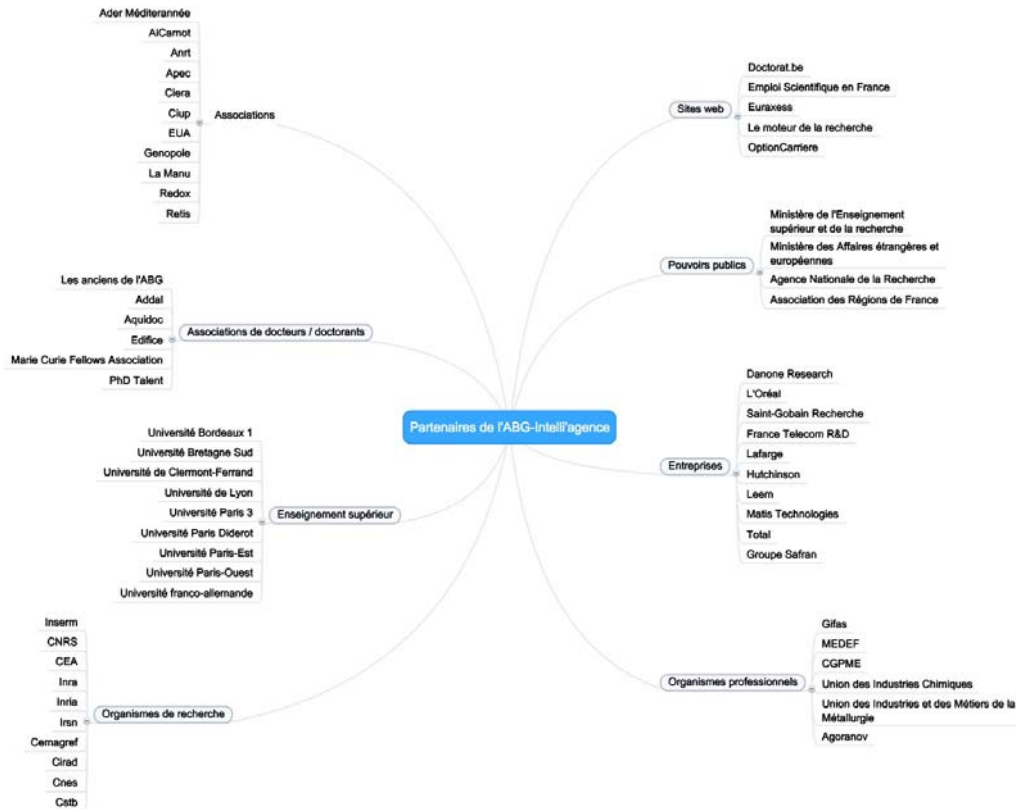 Partenaires de l'ABG-Intelli'agence
Associations
Ader Méditerannée
AiCarnot
Anrt
Apec
Ciera
Ciup
EUA
Genopole
La Manu
Redox
Retis
Associations de docteurs / doctorants
Les anciens de l'ABG
Addal
Aquidoc
Edifice
Marie Curie Fellows Association
PhD Talent
Enseignement supérieur
Université Bordeaux 1
Université Bretagne Sud
Université de Clermont-Ferrand
Université de Lyon
Université Paris 3
Université Paris Diderot
Université Paris-Est
Université Paris-Ouest
Université franco-allemande
Organismes de recherche
Inserm
CNRS
CEA
Inra
Inria
Irsn
Cemagref
Cirad
Cnes
Cstb
Sites web
Doctorat.be
Emploi Scientifique en France
Euraxess
Le moteur de la recherche
OptionCarriere
Pouvoirs publics
Ministère de l'Enseignement
supérieur et de la recherche
Ministère des Affaires étrangères et
européennes
Agence Nationale de la Recherche
Association des Régions de France
Entreprises
Danone Research
L'Oréal
Saint-Gobain Recherche
France Telecom R&D
Lafarge
Hutchinson
Leem
Matis Technologies
Total
Groupe Safran
Organismes professionnels
Gifas
MEDEF
CGPME
Union des Industries Chimiques
Union des Industries et des Métiers de la
Métallurgie
Agoranov